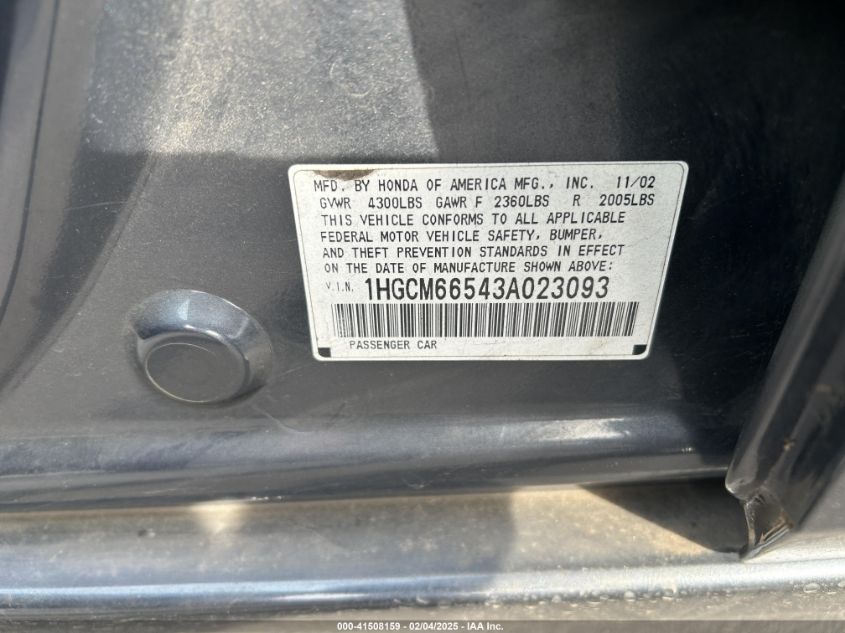 MFD. BY HONDA OF AMERICA MFG., INC. 11/02
GVWR 4300LBS GAWR F 2360LBS R 2005LBS
THIS VEHICLE CONFORMS TO ALL APPLICABLE
FEDERAL MOTOR VEHICLE SAFETY, BUMPER,
AND THEFT PREVENTION STANDARDS IN EFFECT
ON THE DATE OF MANUFACTURE SHOWN ABOVE:
V.I.N. 1HGCM66543A023093
PASSENGER CAR
000-41508159 - 02/04/2025 - IAA Inc.